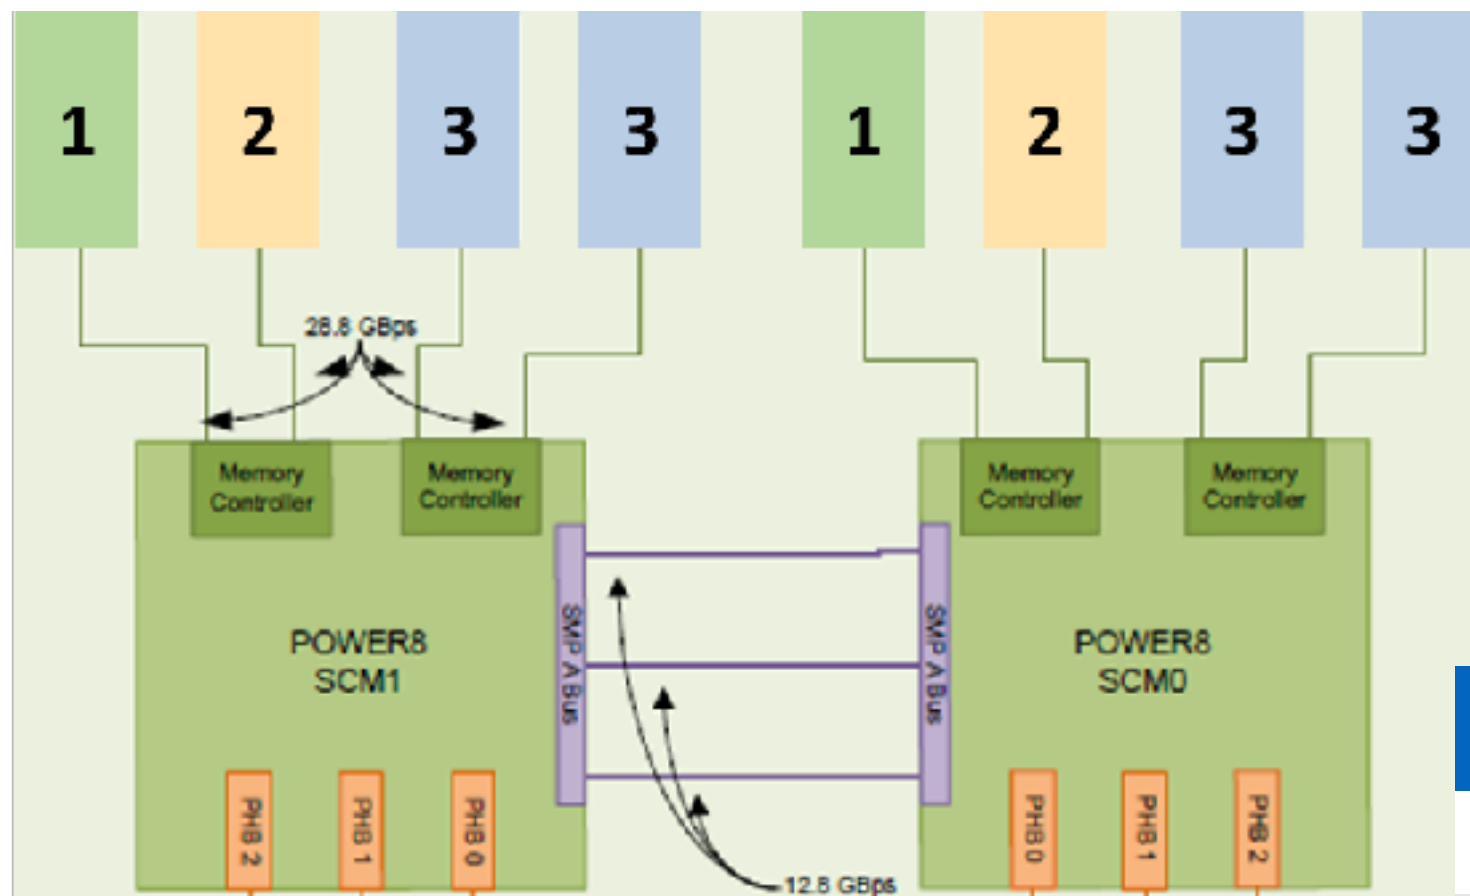 1 2 3 3 1 2 3 3
28.8 GBps
Memory
Controller
Memory
Controller
Memory
Controller
Memory
Controller
SMP A Bus
SMP A Bus
POWER8
SCM1
POWER8
SCM0
PHB 2
PHB 1
PHB 0
PHB 0
PHB 1
PHB 2
12.8 GBps